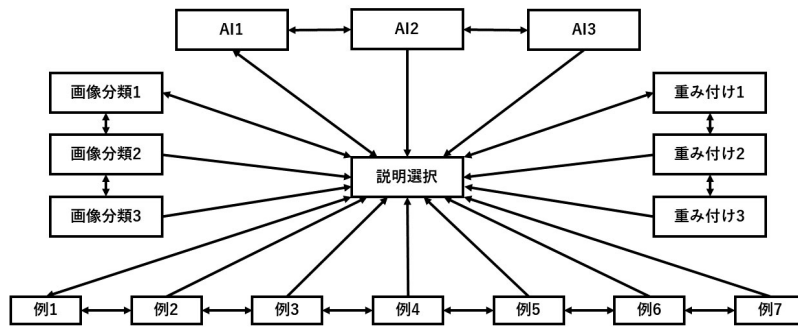 AI1
AI2
AI3
画像分類1
重み付け1
画像分類2
重み付け2
説明選択
画像分類3
重み付け3
例1
例2
例3
例4
例5
例6
例7